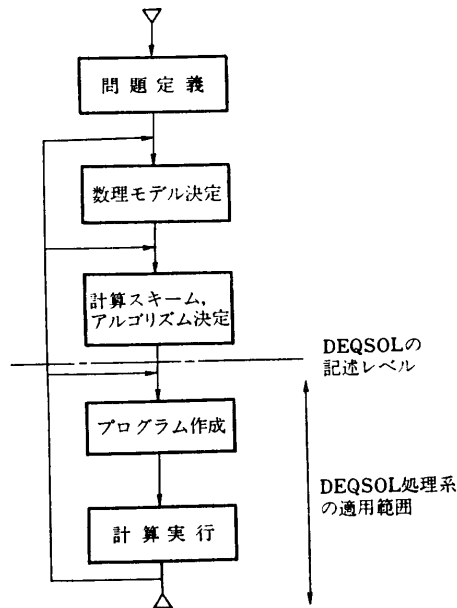 問題定義
数理モデル決定
計算スキーム,
アルゴリズム決定
DEQSOLの
記述レベル
プログラム作成
DEQSOL処理系
の適用範囲
計算実行